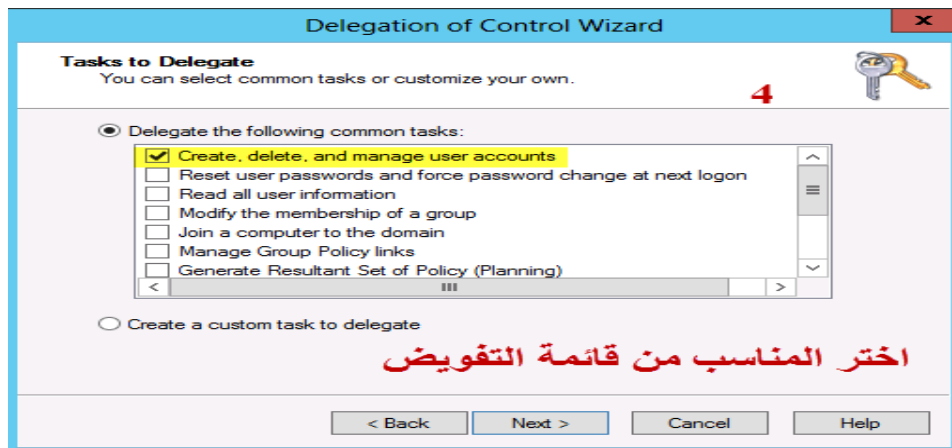 Delegation of Control Wizard
x
Tasks to Delegate
You can select common tasks or customize your own.
4
Delegate the following common tasks:
Create, delete, and manage user accounts
Reset user passwords and force password change at next logon
Read all user information
Modify the membership of a group
Join a computer to the domain
Manage Group Policy links
Generate Resultant Set of Policy (Planning)
Create a custom task to delegate
اختر المناسب من قائمة التفويض
< Back Next > Cancel Help